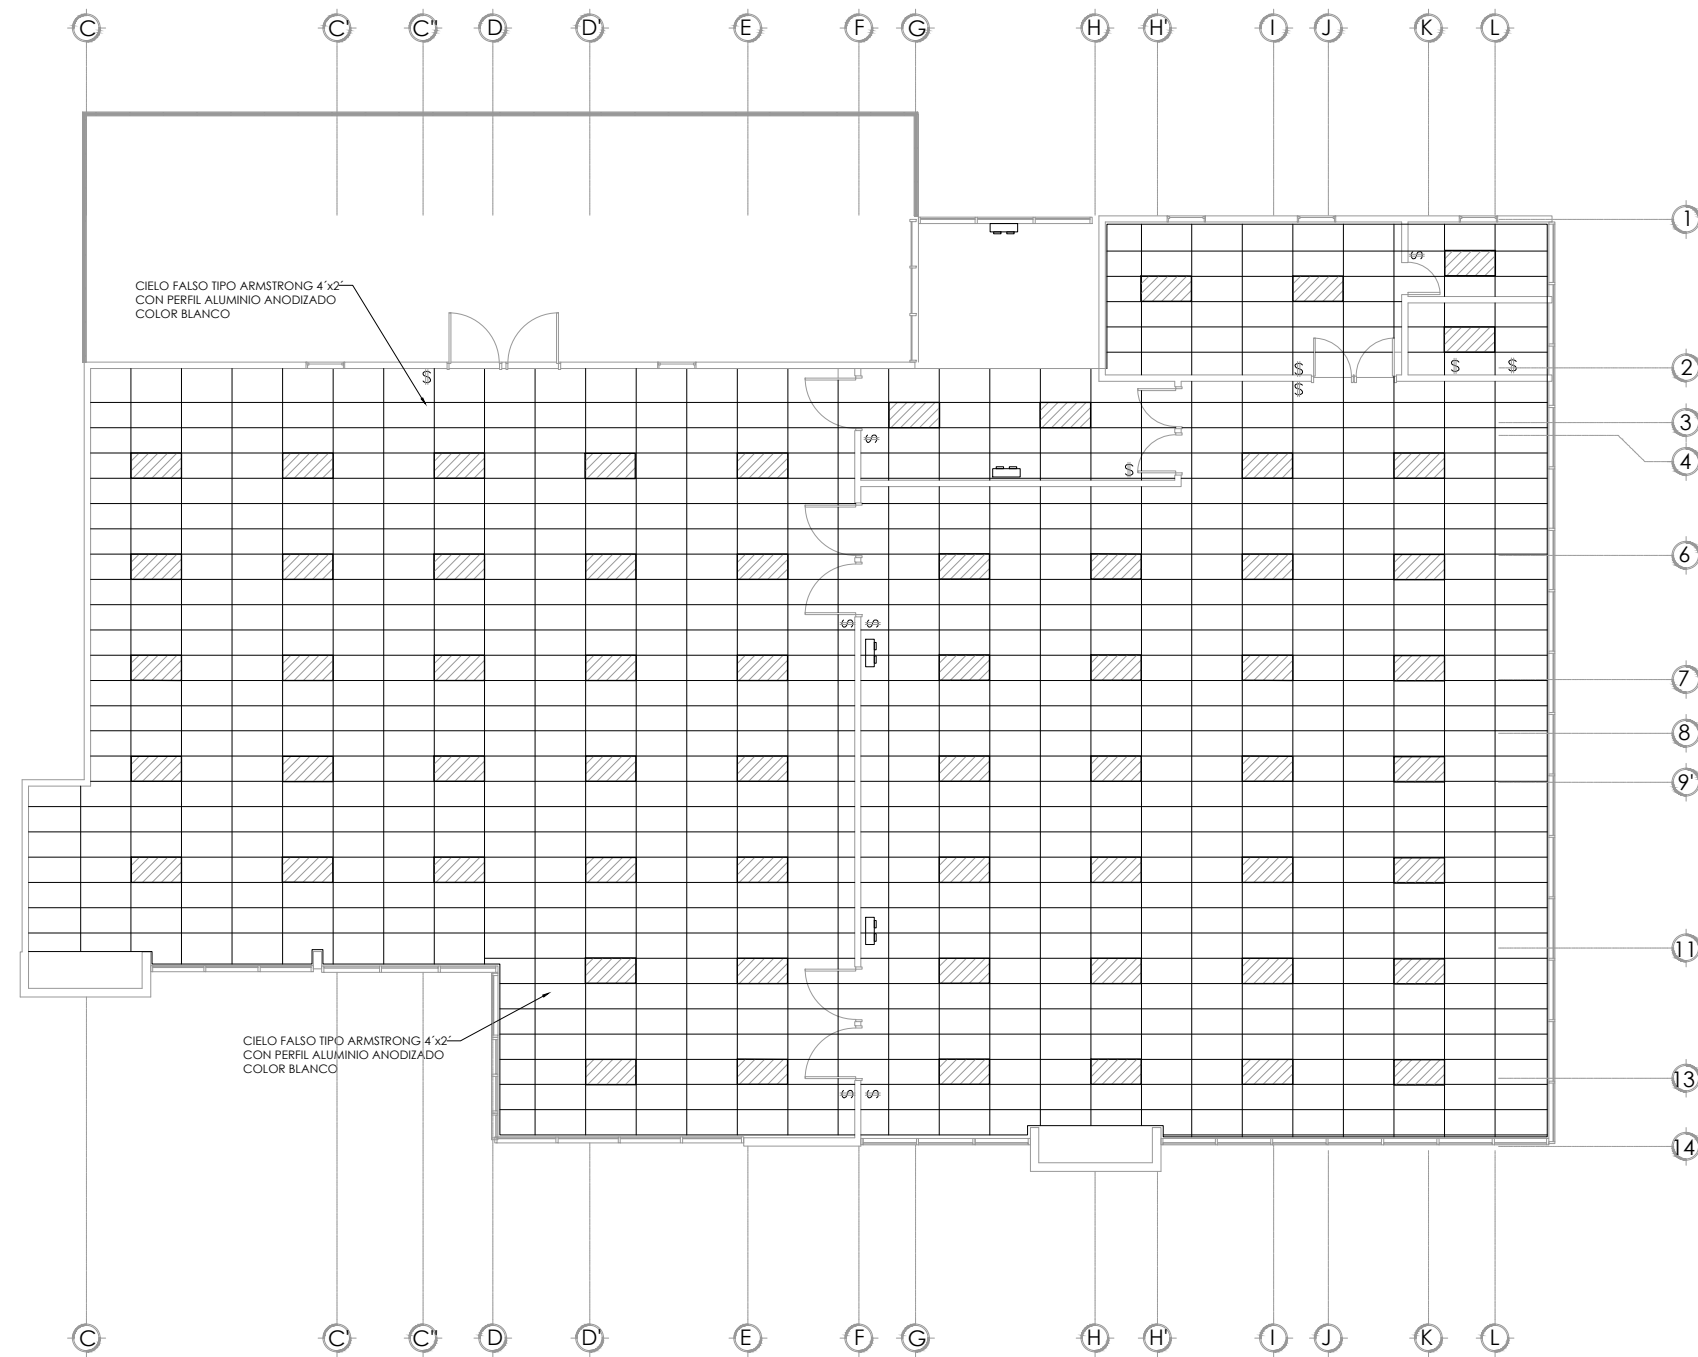 C C' C" D D' E F G H H' I J K L
1
CIELO FALSO TIPO ARMSTRONG 4´x2´
CON PERFIL ALUMINIO ANODIZADO
COLOR BLANCO
$
$
$
$ $
2
$
$
3
$
4
$
6
$ $
7
8
9'
11
CIELO FALSO TIPO ARMSTRONG 4´x2´
CON PERFIL ALUMINIO ANODIZADO
COLOR BLANCO
13
$ $
14
C C' C" D D' E F G H H' I J K L